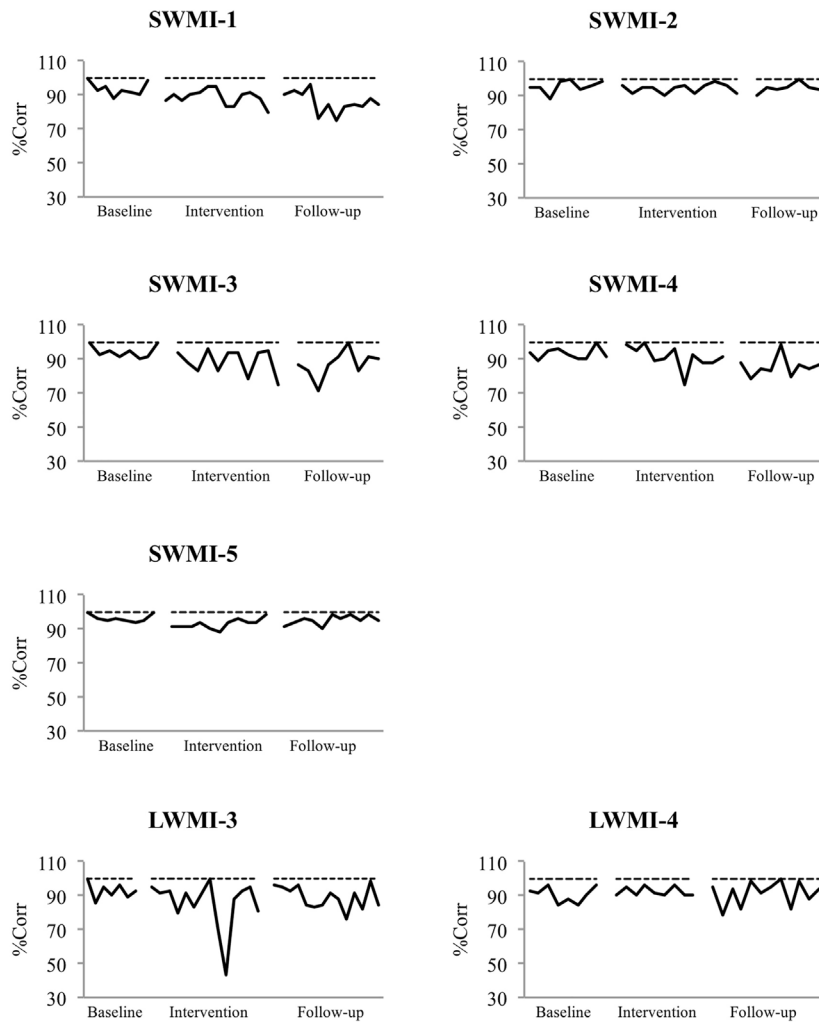 SWMI-1
110
90
70
50
30
%Corr
Baseline Intervention Follow-up
SWMI-2
110
90
70
50
30
%Corr
Baseline Intervention Follow-up
SWMI-3
110
90
70
50
30
%Corr
Baseline Intervention Follow-up
SWMI-4
110
90
70
50
30
%Corr
Baseline Intervention Follow-up
SWMI-5
110
90
70
50
30
%Corr
Baseline Intervention Follow-up
LWMI-3
110
90
70
50
30
%Corr
Baseline Intervention Follow-up
LWMI-4
110
90
70
50
30
%Corr
Baseline Intervention Follow-up